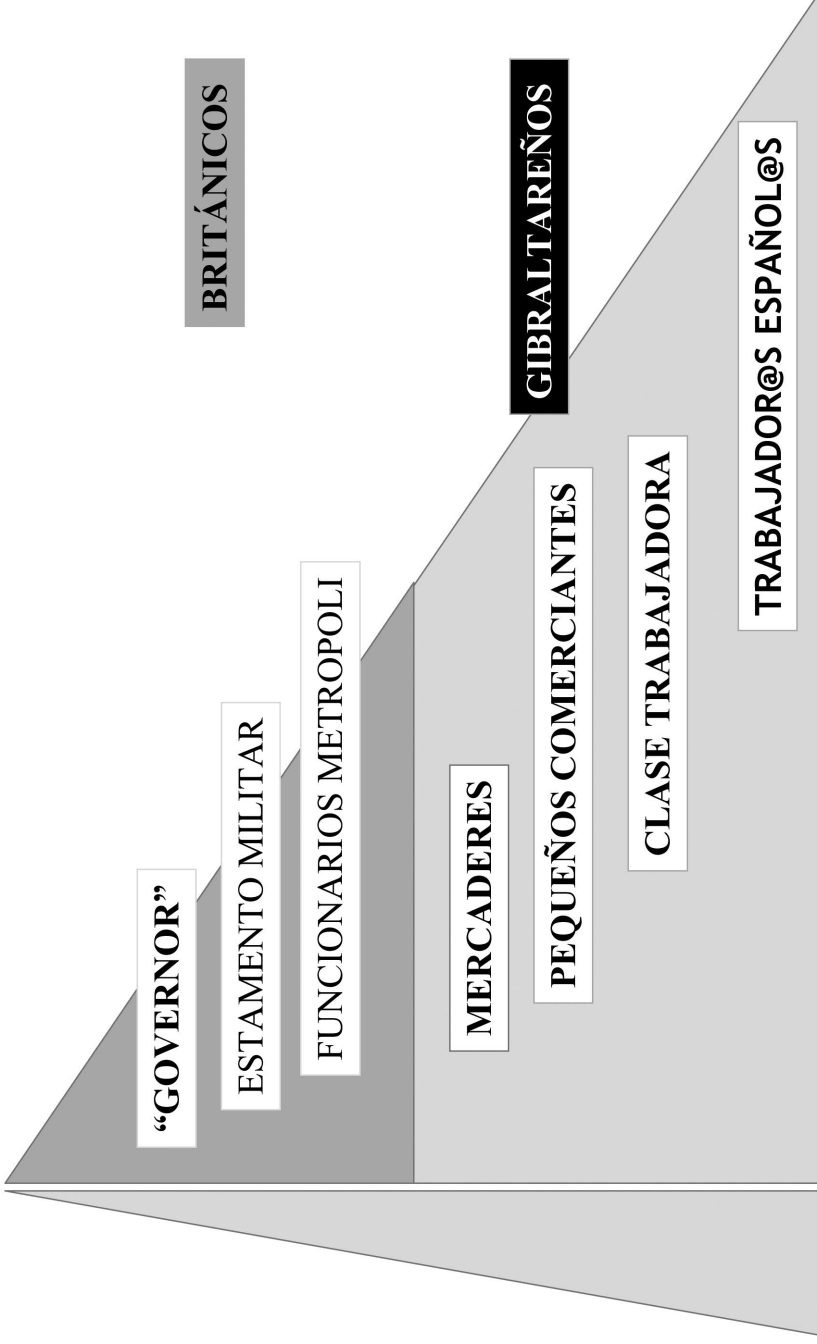 “GOVERNOR”
ESTAMENTO MILITAR
FUNCIONARIOS METROPOLI
BRITÁNICOS
MERCADERES
PEQUEÑOS COMERCIANTES
CLASE TRABAJADORA
GIBRALTAREÑOS
TRABAJADOR@S ESPAÑOL@S